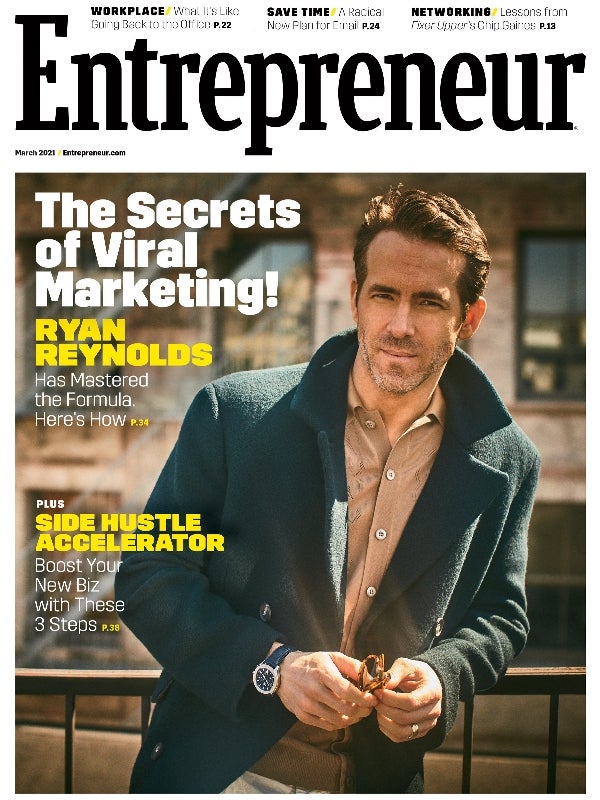 WORKPLACE / What It's Like
Going Back to the Office P.22
SAVE TIME / A Radical
New Plan for Email P.24
NETWORKING / Lessons from
Fixer Upper's Chip Gaines P.13
Entrepreneur®
March 2021 / Entrepreneur.com
The Secrets
of Viral
Marketing!
RYAN
REYNOLDS
Has Mastered
the Formula.
Here's How P.34
PLUS
SIDE HUSTLE
ACCELERATOR
Boost Your
New Biz
with These
3 Steps P.38